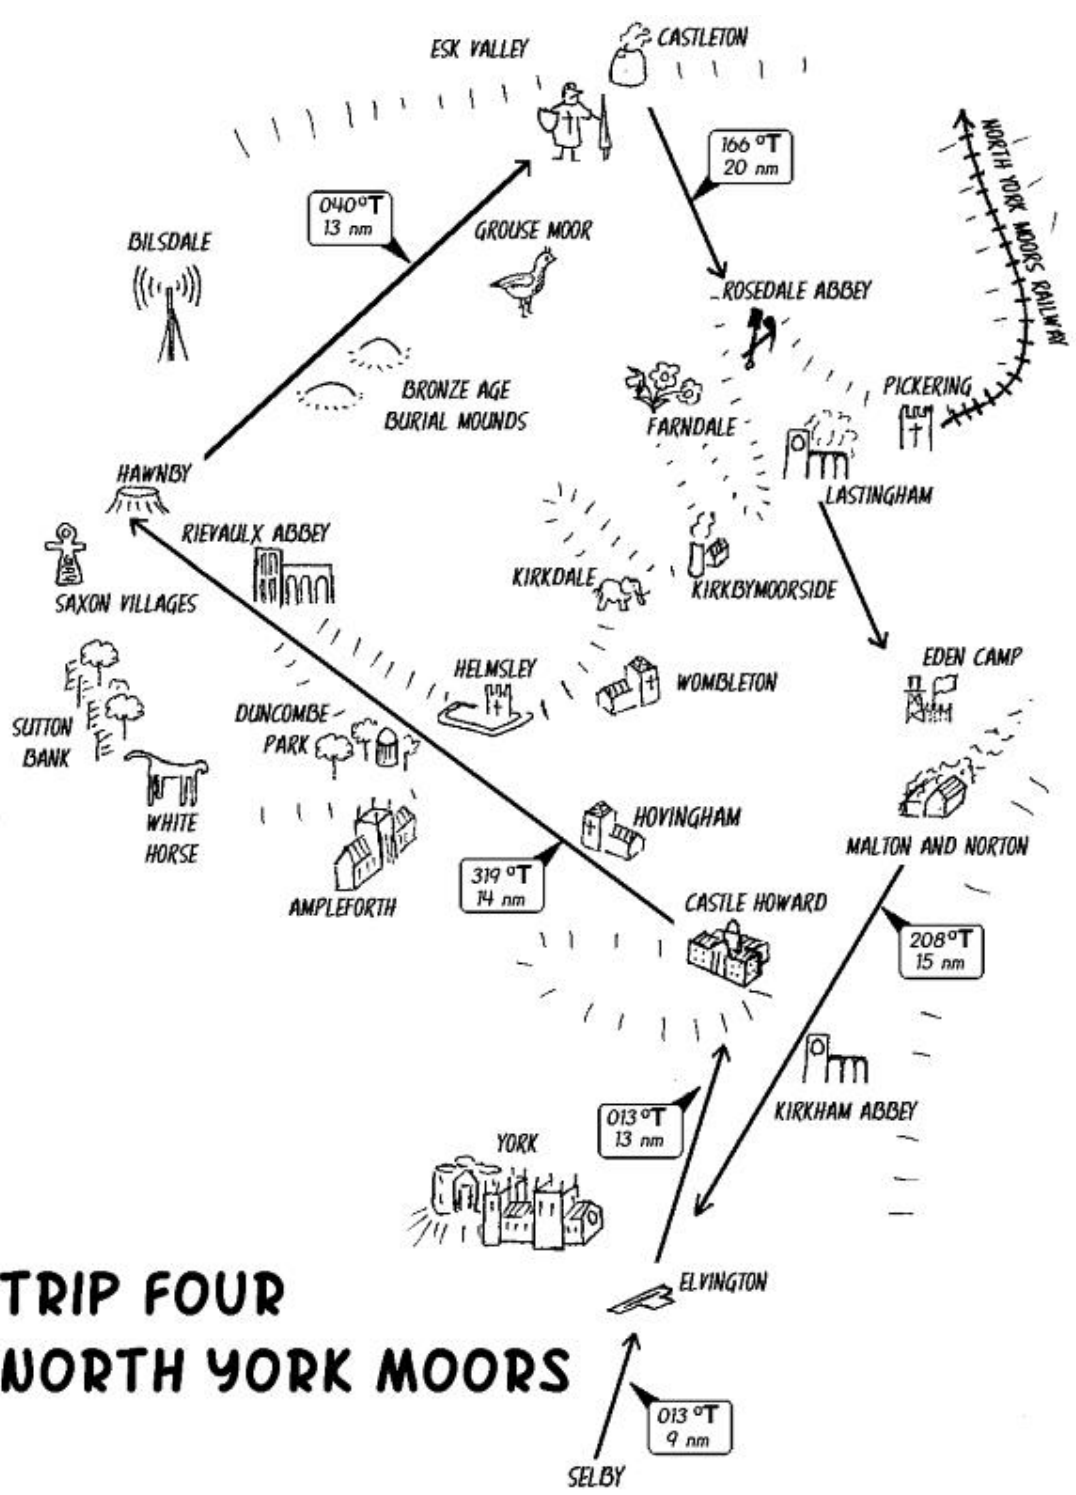 ESK VALLEY
CASTLETON
166 °T
20 nm
NORTH YORK MOORS RAILWAY
040°T
13 nm
BILSDALE
GROUSE MOOR
ROSEDALE ABBEY
BRONZE AGE
BURIAL MOUNDS
FARNDALE
PICKERING
HAWNBY
LASTINGHAM
RIEVAULX ABBEY
SAXON VILLAGES
KIRKDALE
KIRKBYMOORSIDE
EDEN CAMP
HELMSLEY
WOMBLETON
SUTTON
BANK
DUNCOMBE
PARK
WHITE
HORSE
HOVINGHAM
MALTON AND NORTON
319 °T
14 nm
AMPLEFORTH
CASTLE HOWARD
208°T
15 nm
013°T
13 nm
KIRKHAM ABBEY
YORK
ELVINGTON
TRIP FOUR
NORTH YORK MOORS
013 °T
9 nm
SELBY